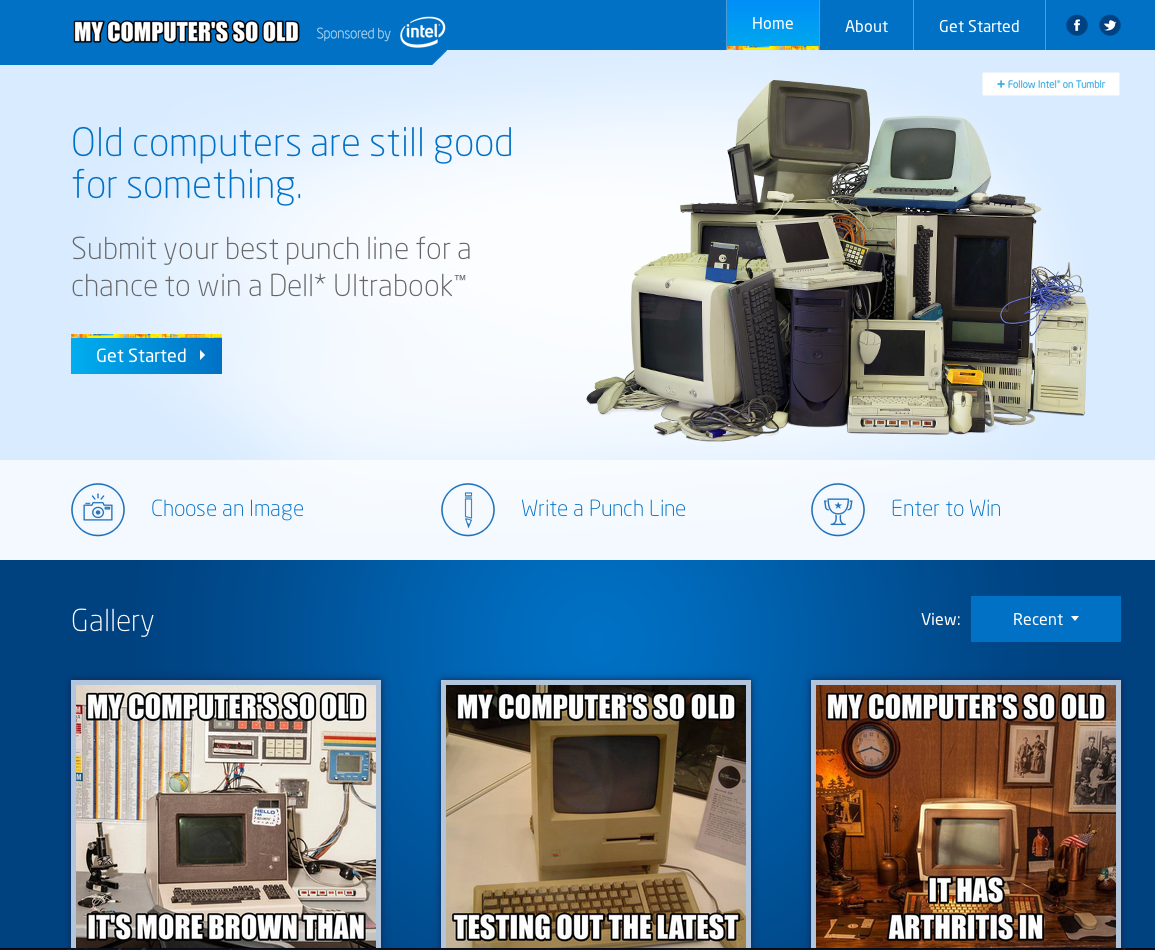 MY COMPUTER'S SO OLD
Sponsored by intel
Home
About
Get Started
+ Follow Intel* on Tumblr
Old computers are still good
for something.
Submit your best punch line for a
chance to win a Dell* Ultrabook™
Get Started
Choose an Image
Write a Punch Line
Enter to Win
Gallery
View:
Recent
MY COMPUTER'S SO OLD
HELLO
IT'S MORE BROWN THAN
MY COMPUTER'S SO OLD
TESTING OUT THE LATEST
MY COMPUTER'S SO OLD
IT HAS
ARTHRITIS IN